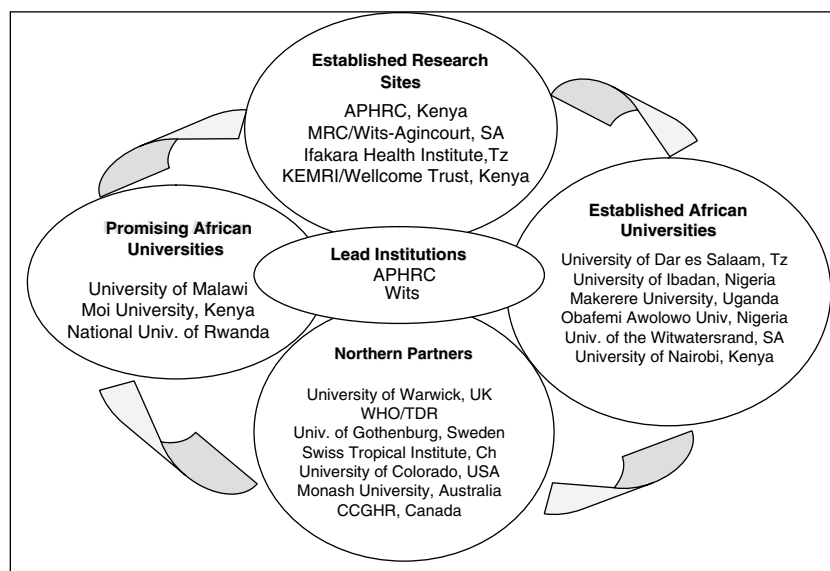 Established Research
Sites
APHRC, Kenya
MRC/Wits-Agincourt, SA
Ifakara Health Institute,Tz
KEMRI/Wellcome Trust, Kenya
Promising African
Universities
University of Malawi
Moi University, Kenya
National Univ. of Rwanda
Lead Institutions
APHRC
Wits
Established African
Universities
University of Dar es Salaam, Tz
University of Ibadan, Nigeria
Makerere University, Uganda
Obafemi Awolowo Univ, Nigeria
Univ. of the Witwatersrand, SA
University of Nairobi, Kenya
Northern Partners
University of Warwick, UK
WHO/TDR
Univ. of Gothenburg, Sweden
Swiss Tropical Institute, Ch
University of Colorado, USA
Monash University, Australia
CCGHR, Canada